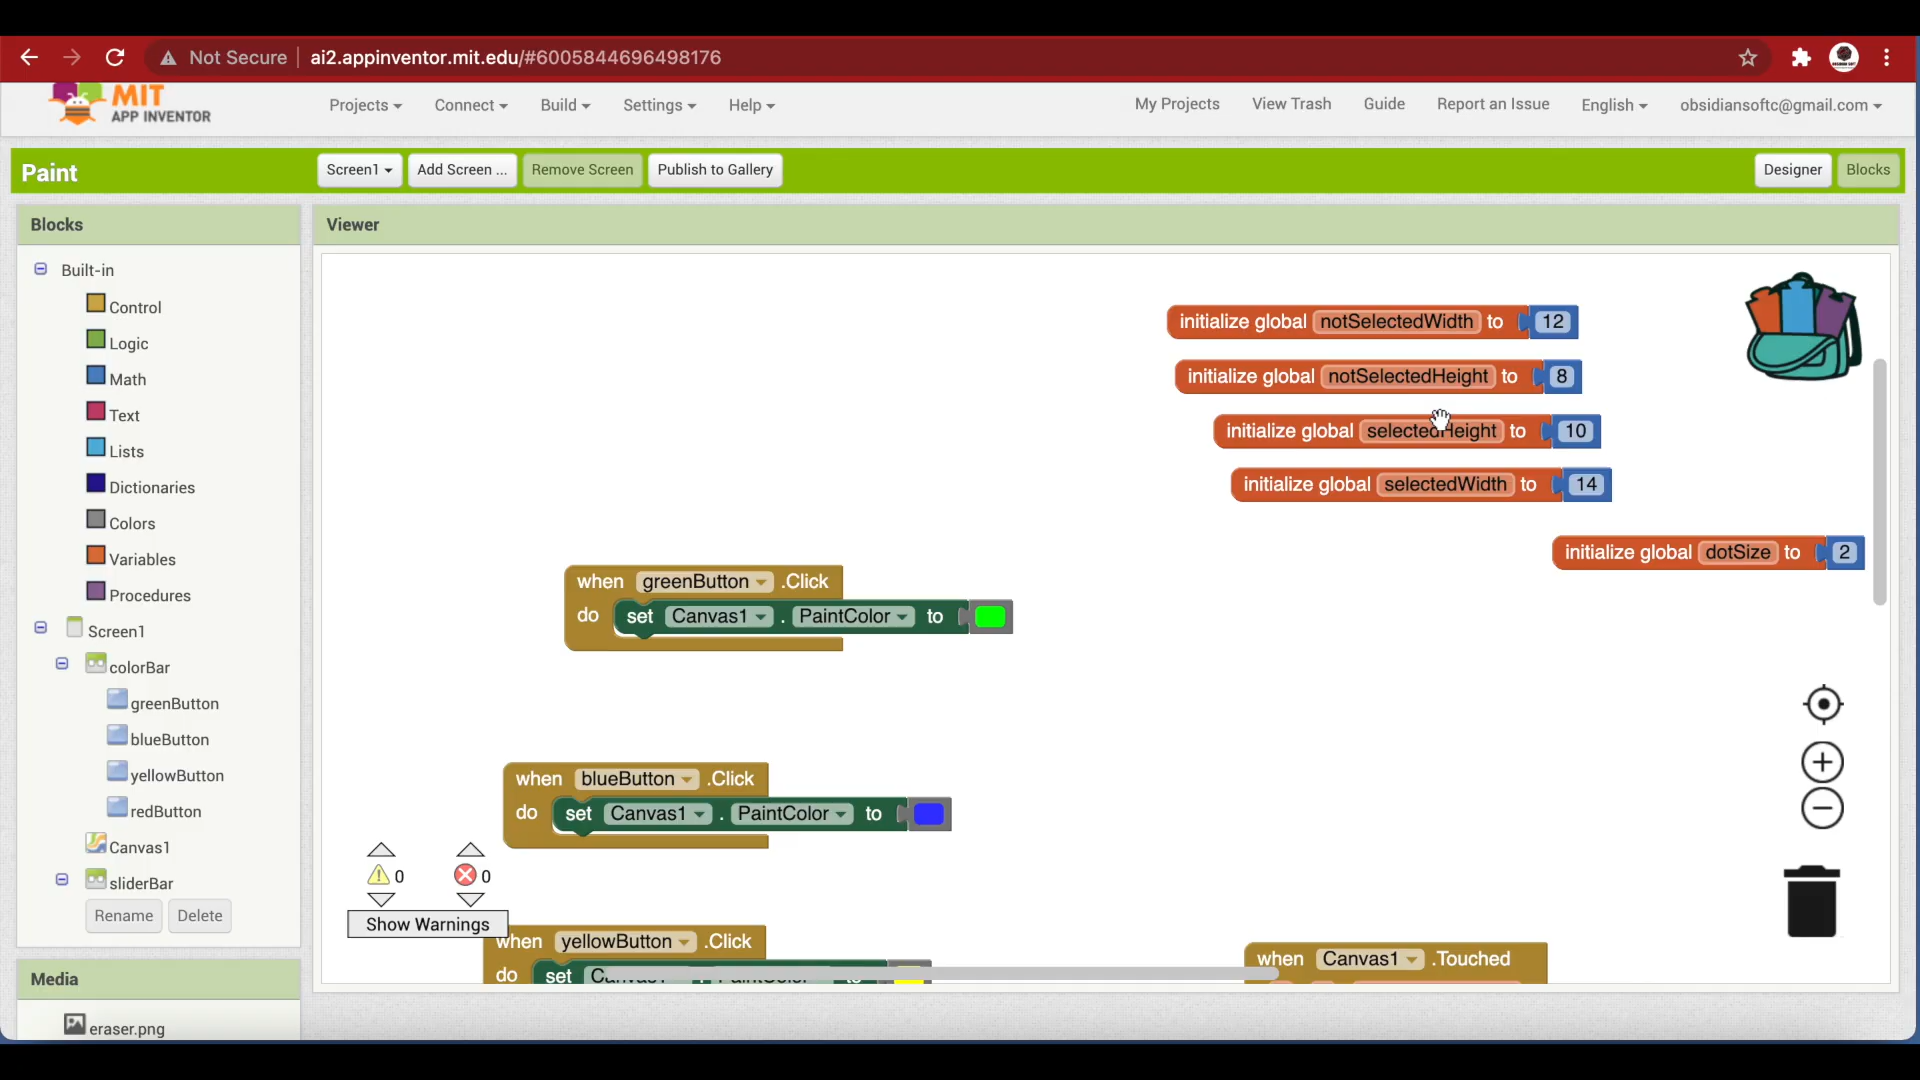 Not Secure ai2.appinventor.mit.edu/#6005844696498176
MIT
APP INVENTOR
Projects Connect Build Settings Help My Projects View Trash Guide Report an Issue English obsidiansoftc@gmail.com
Paint Screen1 Add Screen ... Remove Screen Publish to Gallery Designer Blocks
Blocks
Built-in
Control
Logic
Math
Text
Lists
Dictionaries
Colors
Variables
Procedures
Screen1
colorBar
greenButton
blueButton
yellowButton
redButton
Canvas1
sliderBar
Rename Delete
Media
eraser.png
Viewer
initialize global notSelectedWidth to 12
initialize global notSelectedHeight to 8
initialize global selectedHeight to 10
initialize global selectedWidth to 14
initialize global dotSize to 2
when greenButton .Click
do set Canvas1 . PaintColor to
when blueButton .Click
do set Canvas1 . PaintColor to
0 0
Show Warnings
when yellowButton .Click
do set
when Canvas1 .Touched